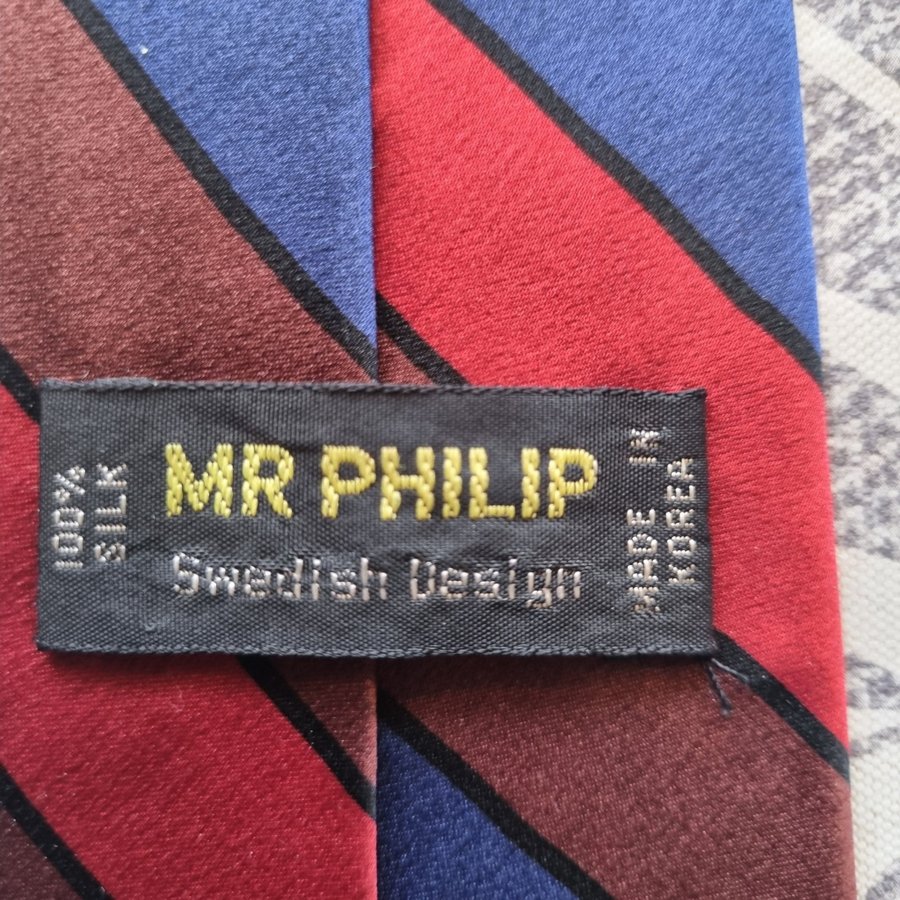 100%
SILK
MR PHILIP
Swedish Design
MADE IN
KOREA